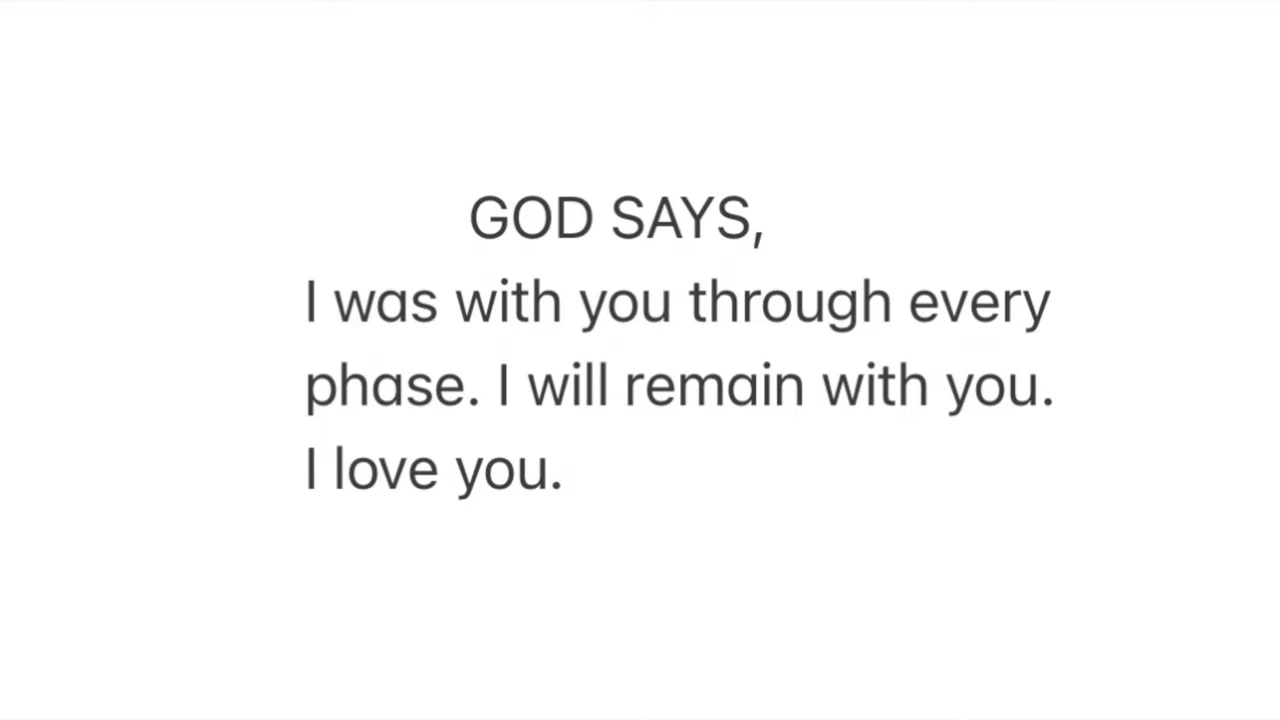 GOD SAYS,
I was with you through every
phase. I will remain with you.
I love you.